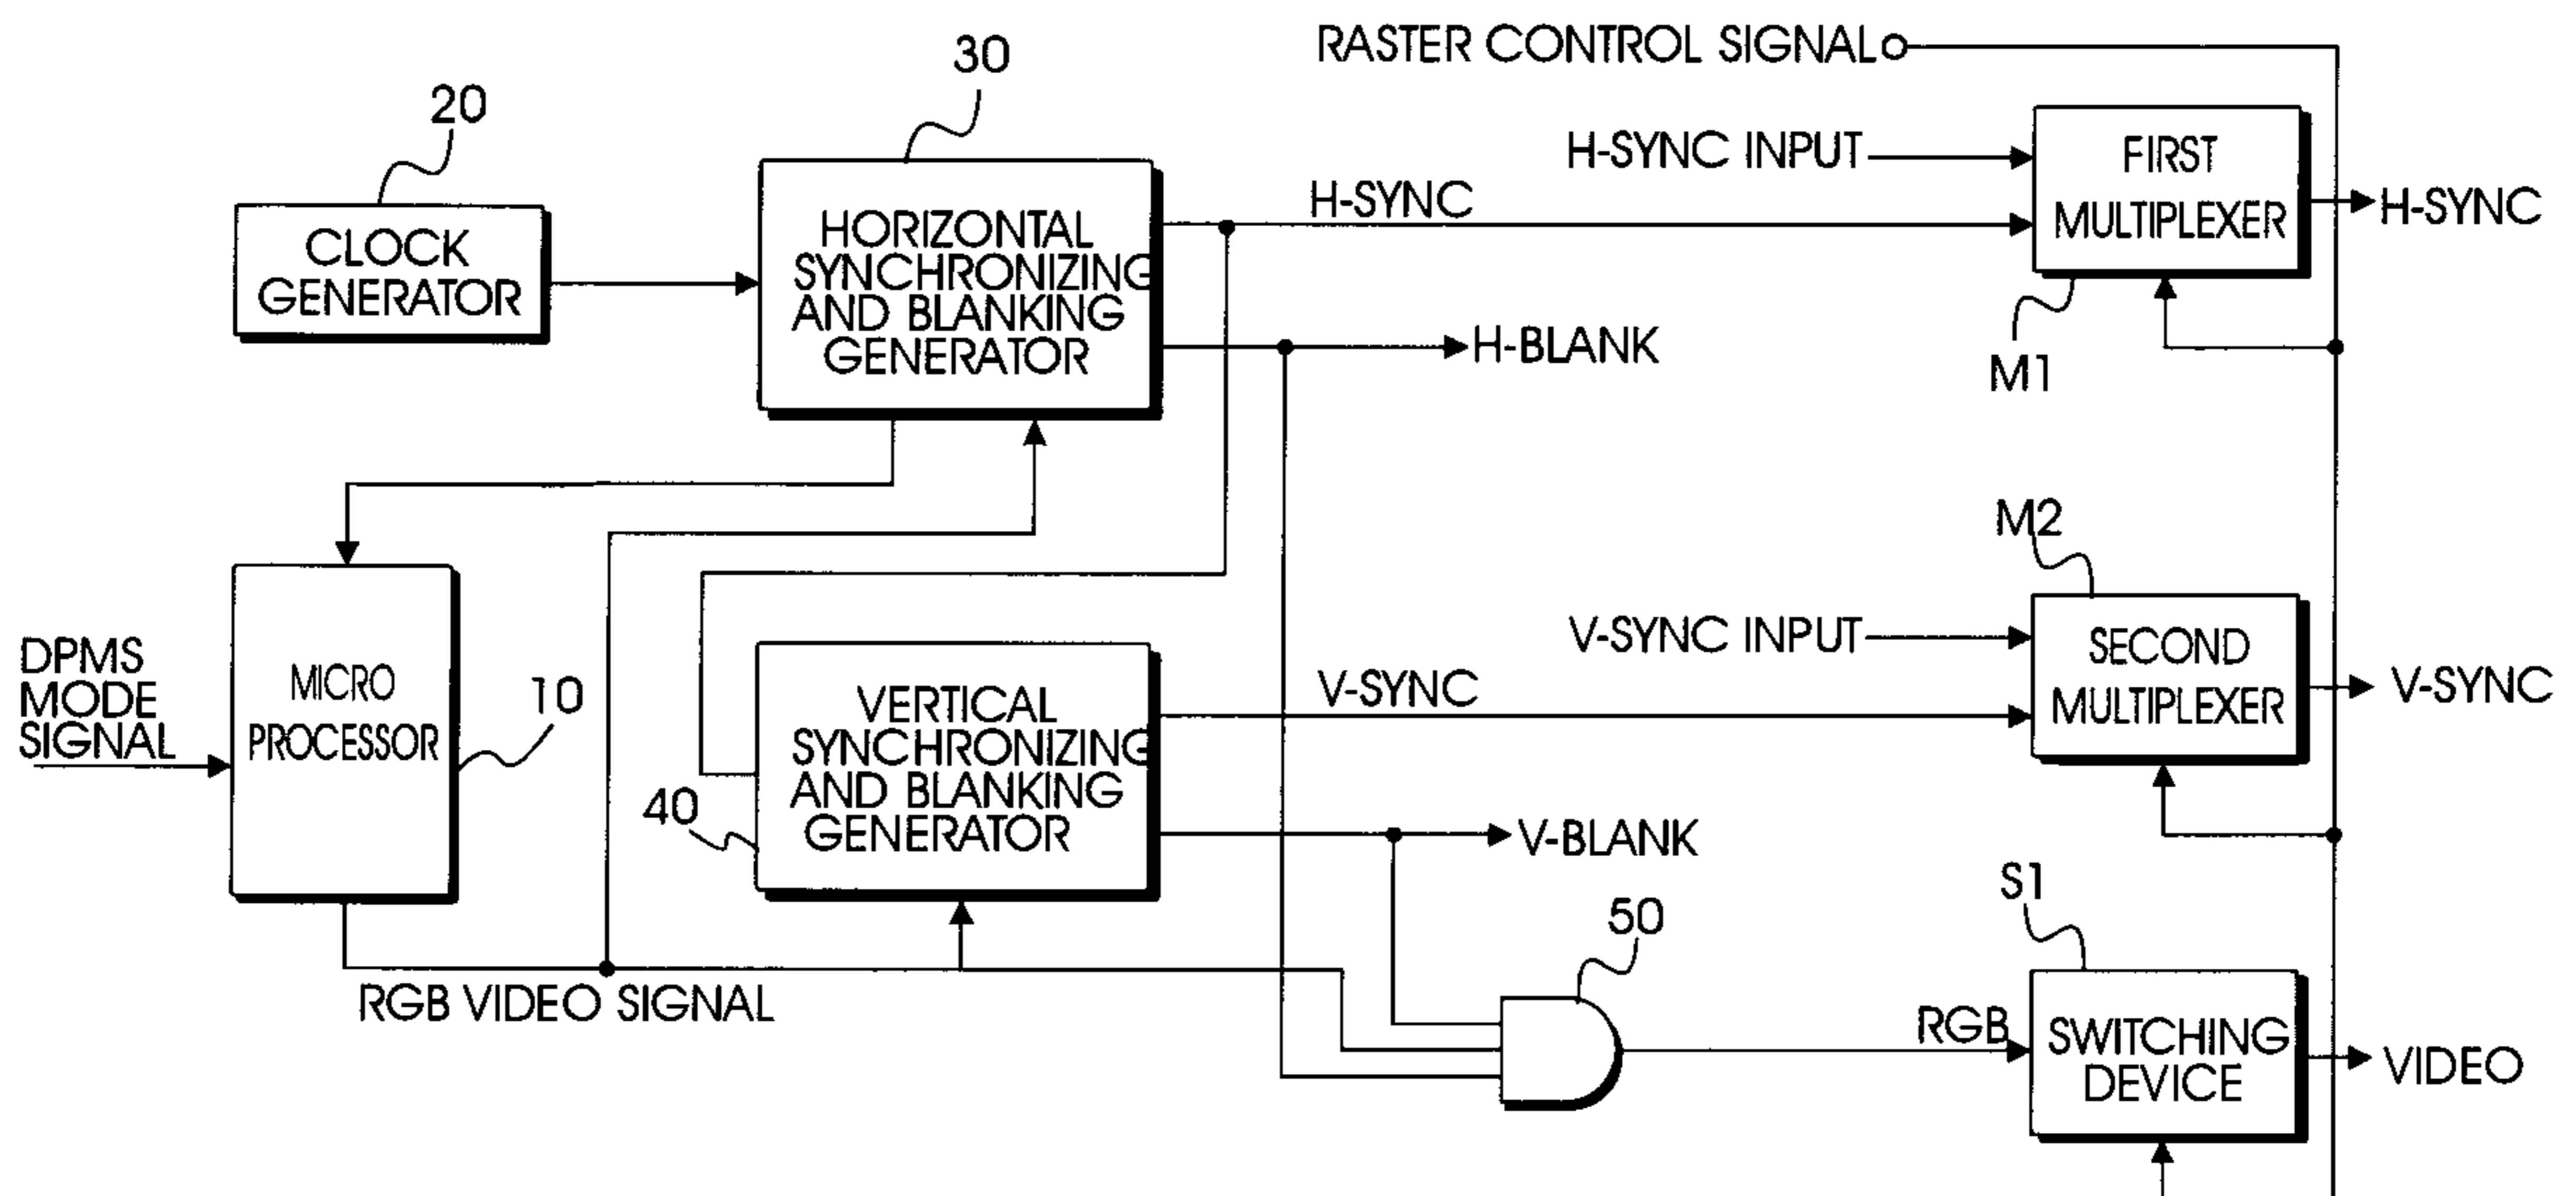 RASTER CONTROL SIGNAL
30
20
H-SYNC INPUT
FIRST
MULTIPLEXER
H-SYNC
H-SYNC
CLOCK
GENERATOR
HORIZONTAL
SYNCHRONIZING
AND BLANKING
GENERATOR
H-BLANK
M1
M2
DPMS
MODE
SIGNAL
MICRO
PROCESSOR
10
V-SYNC INPUT
SECOND
MULTIPLEXER
V-SYNC
V-SYNC
VERTICAL
SYNCHRONIZING
AND BLANKING
GENERATOR
40
V-BLANK
S1
50
RGB VIDEO SIGNAL
RGB
SWITCHING
DEVICE
VIDEO